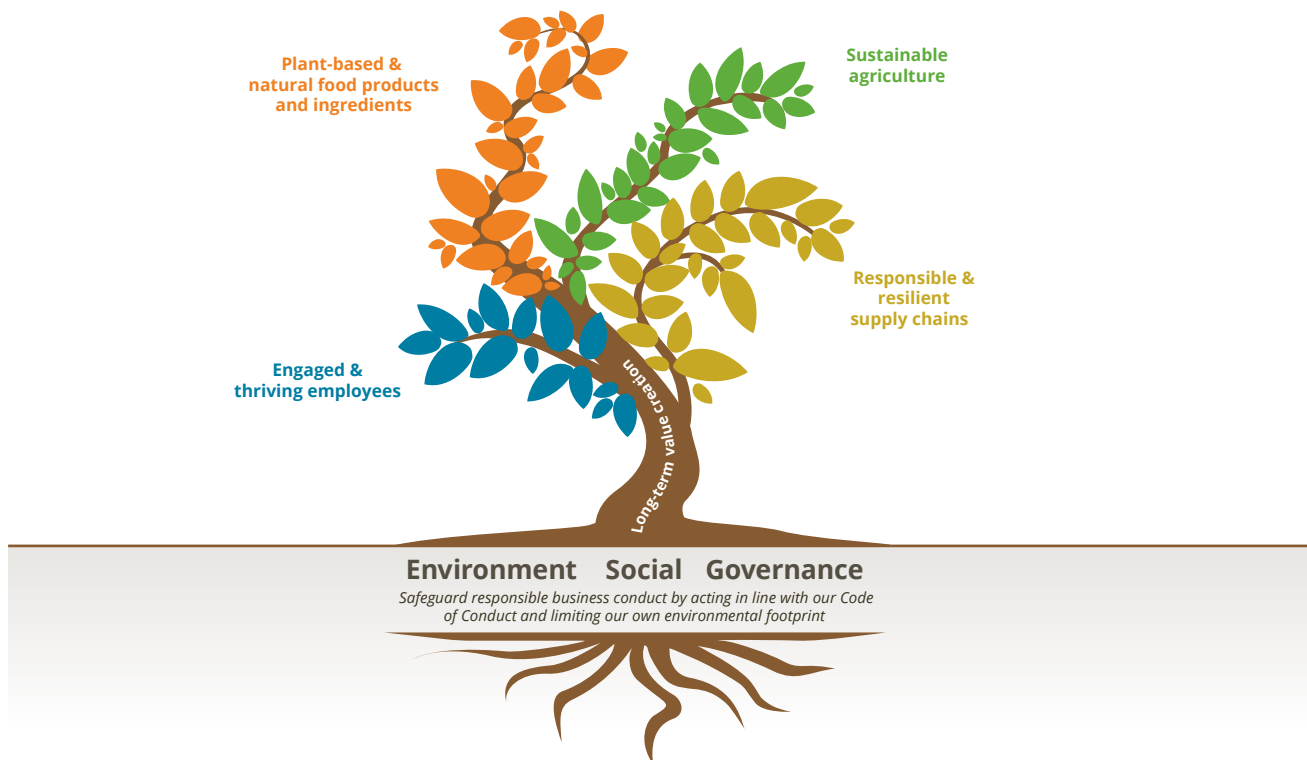 Plant-based &
natural food products
and ingredients
Sustainable
agriculture
Responsible &
resilient
supply chains
Engaged &
thriving employees
Long-term value creation
Environment Social Governance
Safeguard responsible business conduct by acting in line with our Code
of Conduct and limiting our own environmental footprint